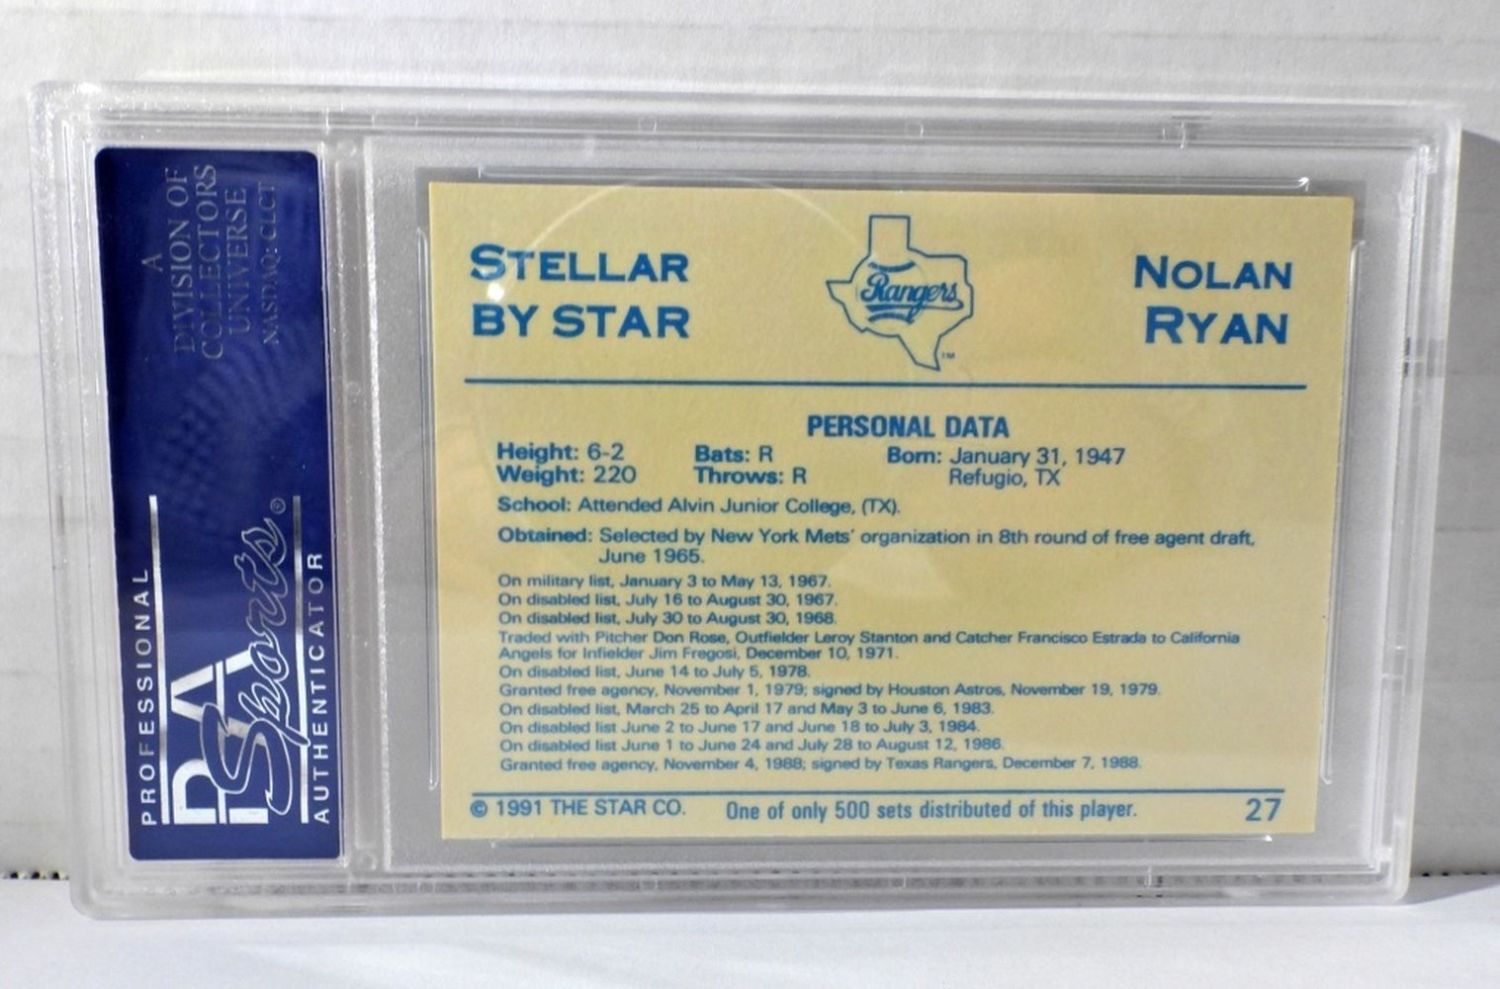 A
DIVISION OF
COLLECTORS
UNIVERSE
NASDAQ: CLCT
PROFESSIONAL
PSA
Sports®
AUTHENTICATOR
STELLAR
BY STAR
Rangers
TM
NOLAN
RYAN
PERSONAL DATA
Height: 6-2 Bats: R Born: January 31, 1947
Weight: 220 Throws: R Refugio, TX
School: Attended Alvin Junior College, (TX).
Obtained: Selected by New York Mets' organization in 8th round of free agent draft,
June 1965.
On military list, January 3 to May 13, 1967.
On disabled list, July 16 to August 30, 1967.
On disabled list, July 30 to August 30, 1968.
Traded with Pitcher Don Rose, Outfielder Leroy Stanton and Catcher Francisco Estrada to California
Angels for Infielder Jim Fregosi, December 10, 1971.
On disabled list, June 14 to July 5, 1978.
Granted free agency, November 1, 1979; signed by Houston Astros, November 19, 1979.
On disabled list, March 25 to April 17 and May 3 to June 6, 1983.
On disabled list June 2 to June 17 and June 18 to July 3, 1984.
On disabled list June 1 to June 24 and July 28 to August 12, 1986.
Granted free agency, November 4, 1988; signed by Texas Rangers, December 7, 1988.
© 1991 THE STAR CO. One of only 500 sets distributed of this player. 27